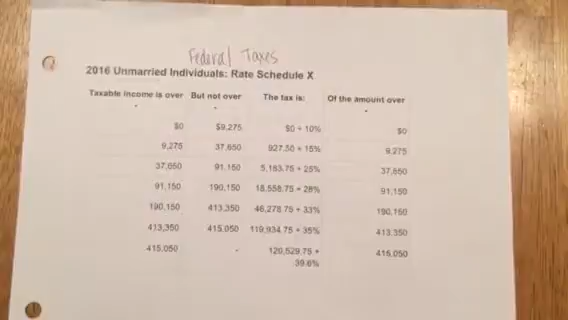 Federal Taxes
2016 Unmarried Individuals: Rate Schedule X
Taxable income is over But not over The tax is: Of the amount over
$0 $9,275 $0 + 10% $0
9,275 37,650 927.50 + 15% 9,275
37,650 91,150 5,183.75 + 25% 37,650
91,150 190,150 18,558.75 + 28% 91,150
190,150 413,350 46,278.75 + 33% 190,150
413,350 415,050 119,934.75 + 35% 413,350
415,050 - 120,529.75 + 415,050
39.6%